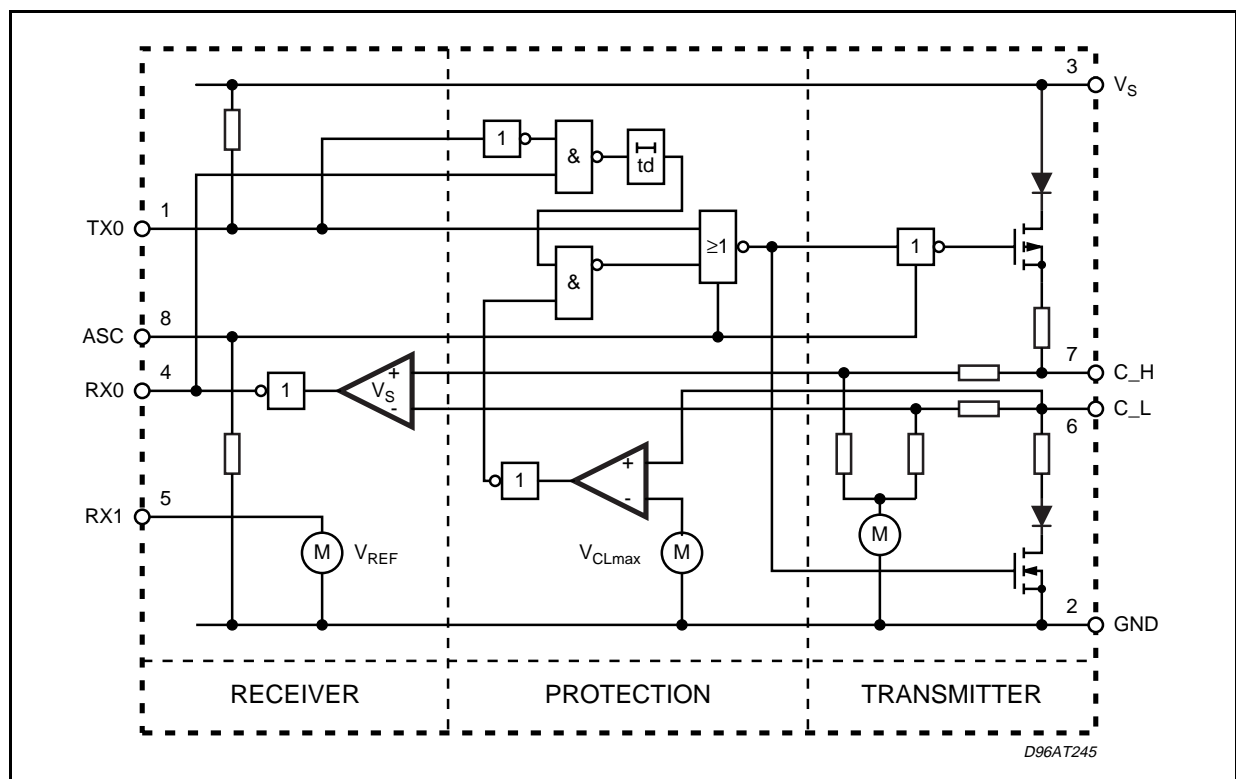 3
V_S
1
&
td
1
TX0
≥1
1
&
8
ASC
7
4
+
C_H
RX0
1
V_S
-
C_L
6
+
5
1
-
RX1
M
M
V_REF
V_CLmax
M
2
GND
RECEIVER
PROTECTION
TRANSMITTER
D96AT245